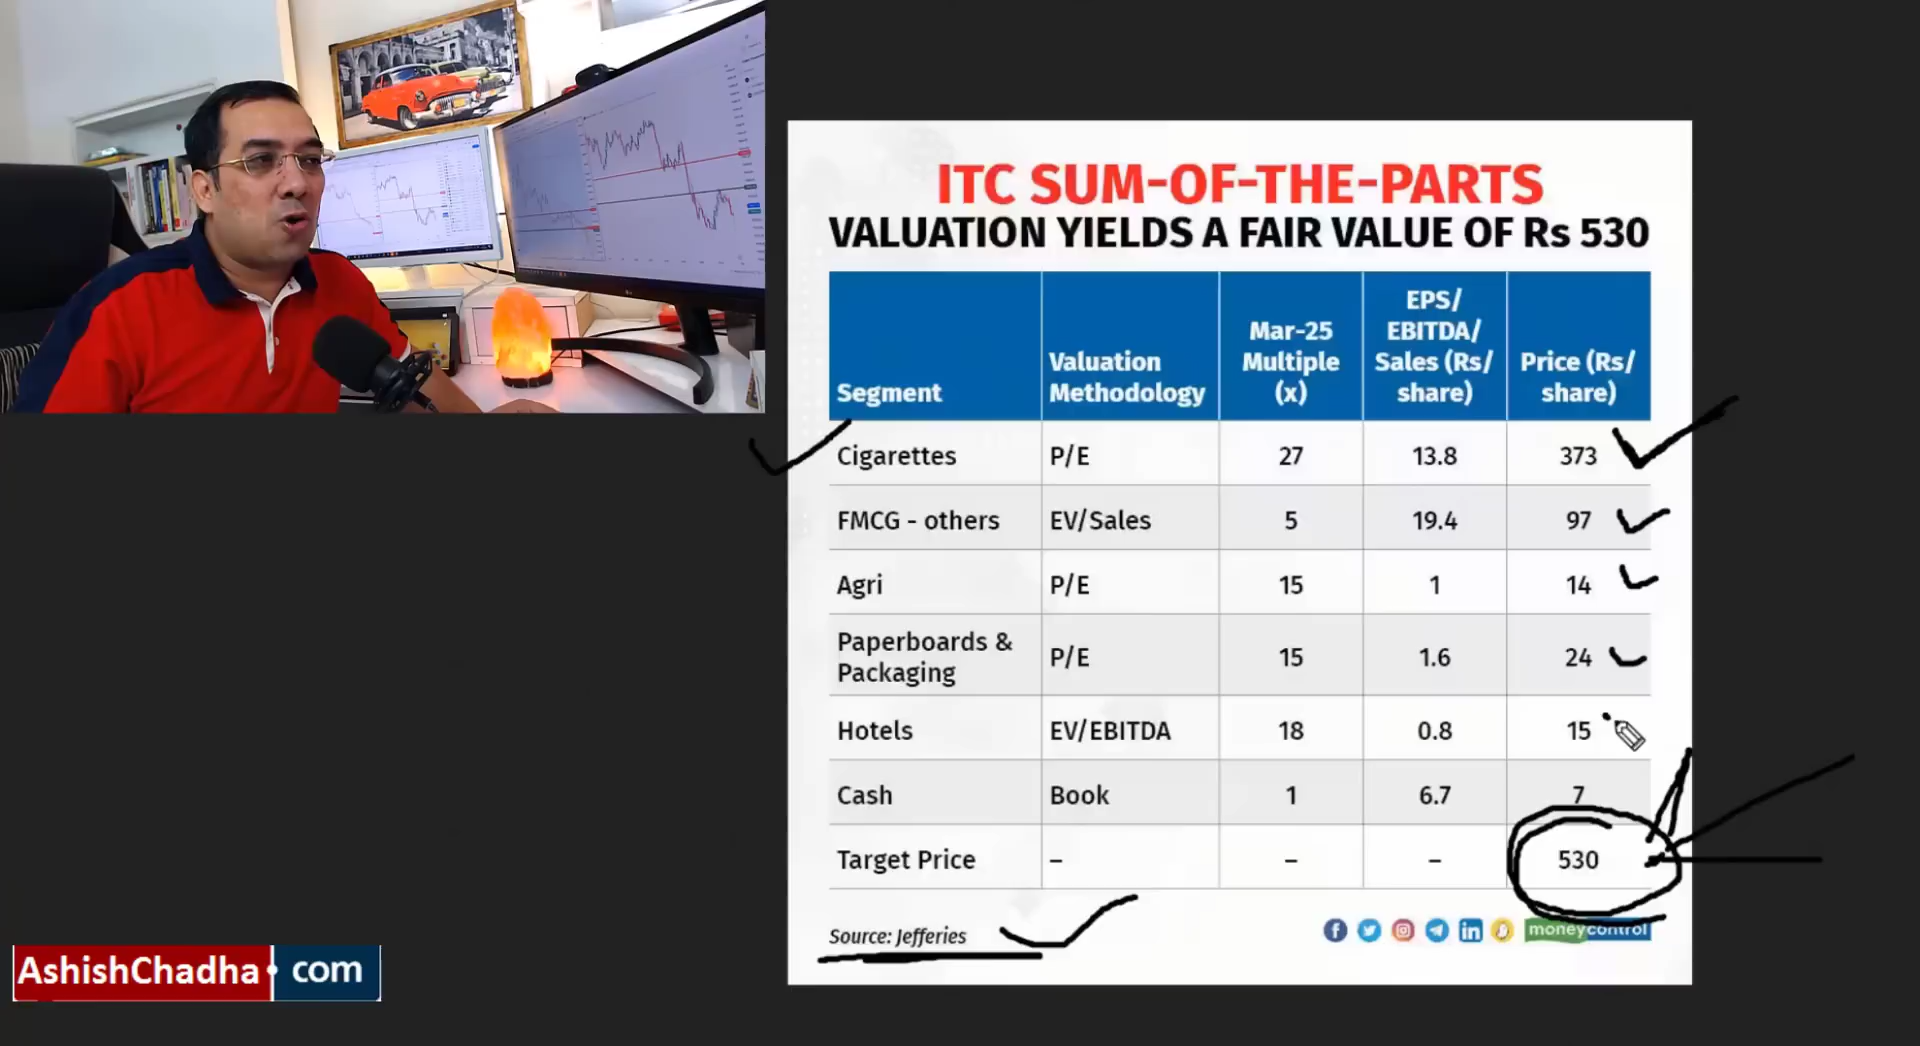 ITC SUM-OF-THE-PARTS
VALUATION YIELDS A FAIR VALUE OF Rs 530
Segment Valuation Methodology Mar-25 Multiple (x) EPS/ EBITDA/ Sales (Rs/ share) Price (Rs/ share)
Cigarettes P/E 27 13.8 373
FMCG - others EV/Sales 5 19.4 97
Agri P/E 15 1 14
Paperboards & Packaging P/E 15 1.6 24
Hotels EV/EBITDA 18 0.8 15
Cash Book 1 6.7 7
Target Price – – – 530
Source: Jefferies
moneycontrol
AshishChadha.com